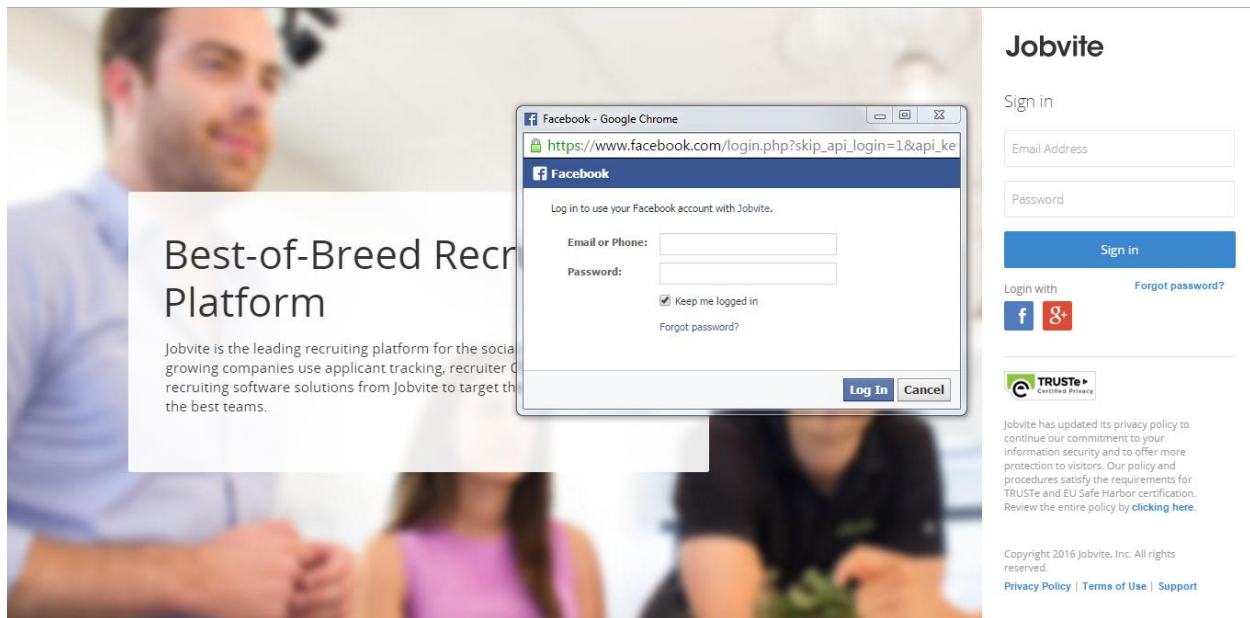 Best-of-Breed Recr
Platform
Jobvite is the leading recruiting platform for the socia
growing companies use applicant tracking, recruiter
recruiting software solutions from Jobvite to target th
the best teams.
Facebook - Google Chrome
https://www.facebook.com/login.php?skip_api_login=1&api_ke
Facebook
Log in to use your Facebook account with Jobvite.
Email or Phone:
Password:
Keep me logged in
Forgot password?
Log In Cancel
Jobvite
Sign in
Email Address
Password
Sign in
Login with Forgot password?
f 8+
TRUSTe
Certified Privacy
Jobvite has updated its privacy policy to
continue our commitment to your
information security and to offer more
protection to visitors. Our policy and
procedures satisfy the requirements for
TRUSTe and EU Safe Harbor certification.
Review the entire policy by clicking here.
Copyright 2016 Jobvite, Inc. All rights
reserved.
Privacy Policy | Terms of Use | Support